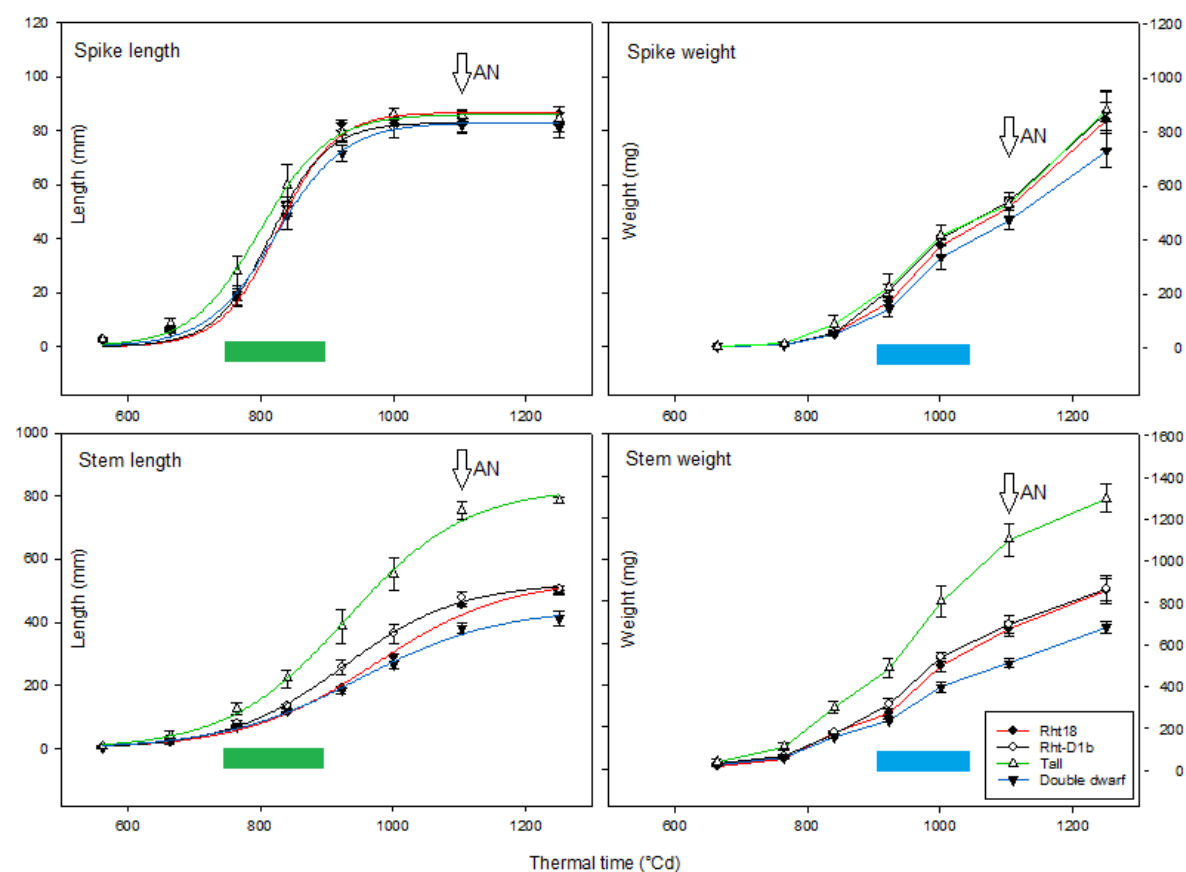 Spike length
AN
Length (mm)
120
100
80
60
40
20
0
600
800
1000
1200
Spike weight
AN
Weight (mg)
1200
1000
800
600
400
200
0
600
800
1000
1200
Stem length
AN
Length (mm)
1000
800
600
400
200
0
600
800
1000
1200
Stem weight
AN
Weight (mg)
1600
1400
1200
1000
800
600
400
200
0
600
800
1000
1200
Rht18
Rht-D1b
Tall
Double dwarf
Thermal time (°Cd)